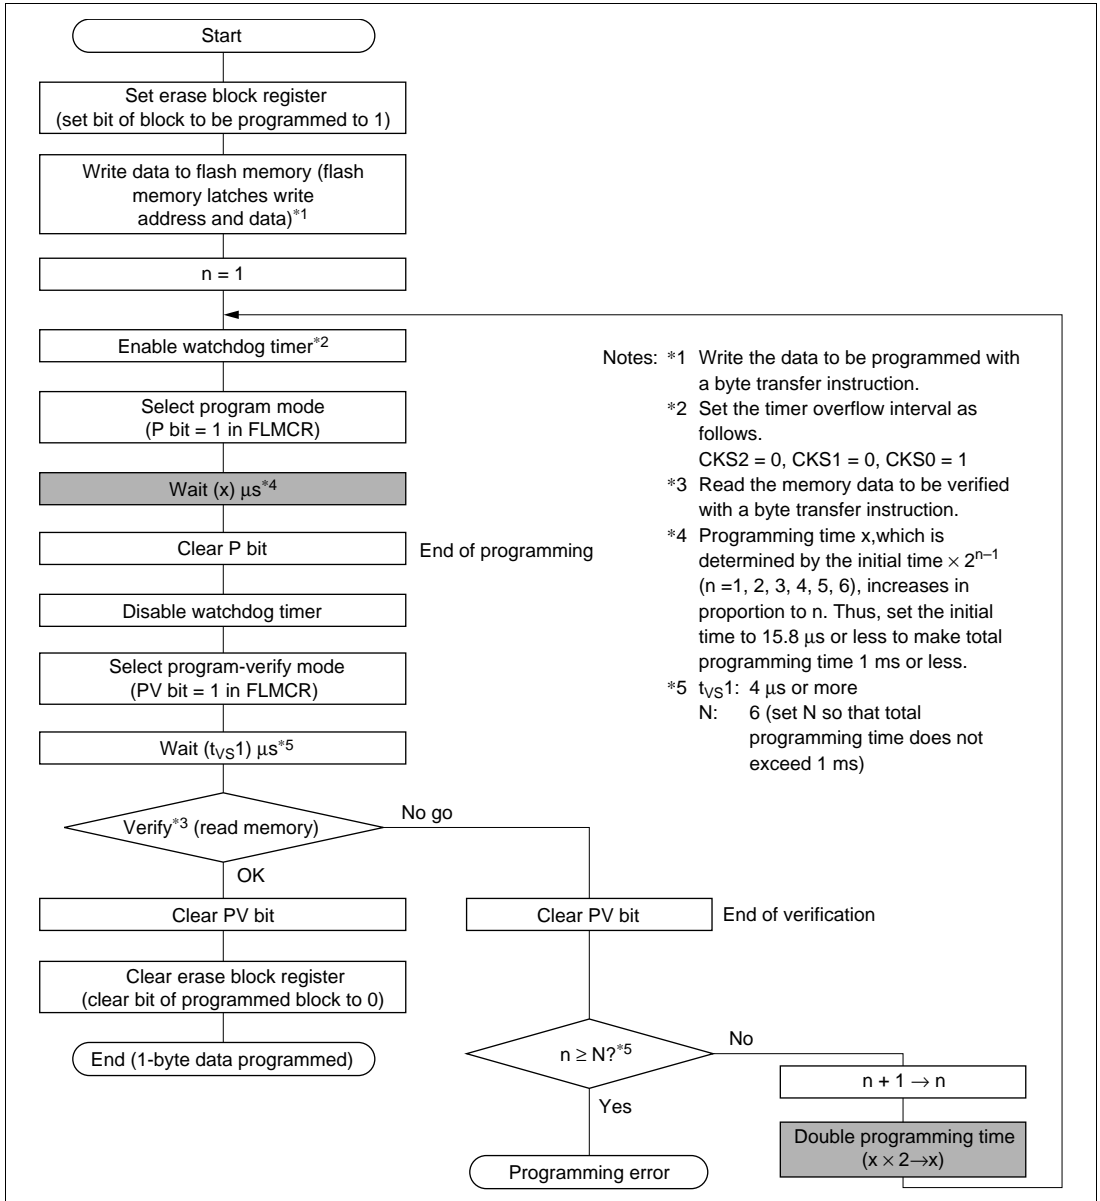 Start
Set erase block register
(set bit of block to be programmed to 1)
Write data to flash memory (flash
memory latches write
address and data)*1
n = 1
Enable watchdog timer*2
Select program mode
(P bit = 1 in FLMCR)
Wait (x) μs*4
Clear P bit
End of programming
Disable watchdog timer
Select program-verify mode
(PV bit = 1 in FLMCR)
Wait (tVS1) μs*5
Verify*3 (read memory)
No go
OK
Clear PV bit
Clear erase block register
(clear bit of programmed block to 0)
End (1-byte data programmed)
Clear PV bit
End of verification
n ≥ N?*5
No
Yes
n + 1 → n
Double programming time
(x × 2→x)
Programming error
Notes: *1 Write the data to be programmed with
a byte transfer instruction.
*2 Set the timer overflow interval as
follows.
CKS2 = 0, CKS1 = 0, CKS0 = 1
*3 Read the memory data to be verified
with a byte transfer instruction.
*4 Programming time x,which is
determined by the initial time × 2^n–1
(n =1, 2, 3, 4, 5, 6), increases in
proportion to n. Thus, set the initial
time to 15.8 μs or less to make total
programming time 1 ms or less.
*5 tVS1: 4 μs or more
N: 6 (set N so that total
programming time does not
exceed 1 ms)